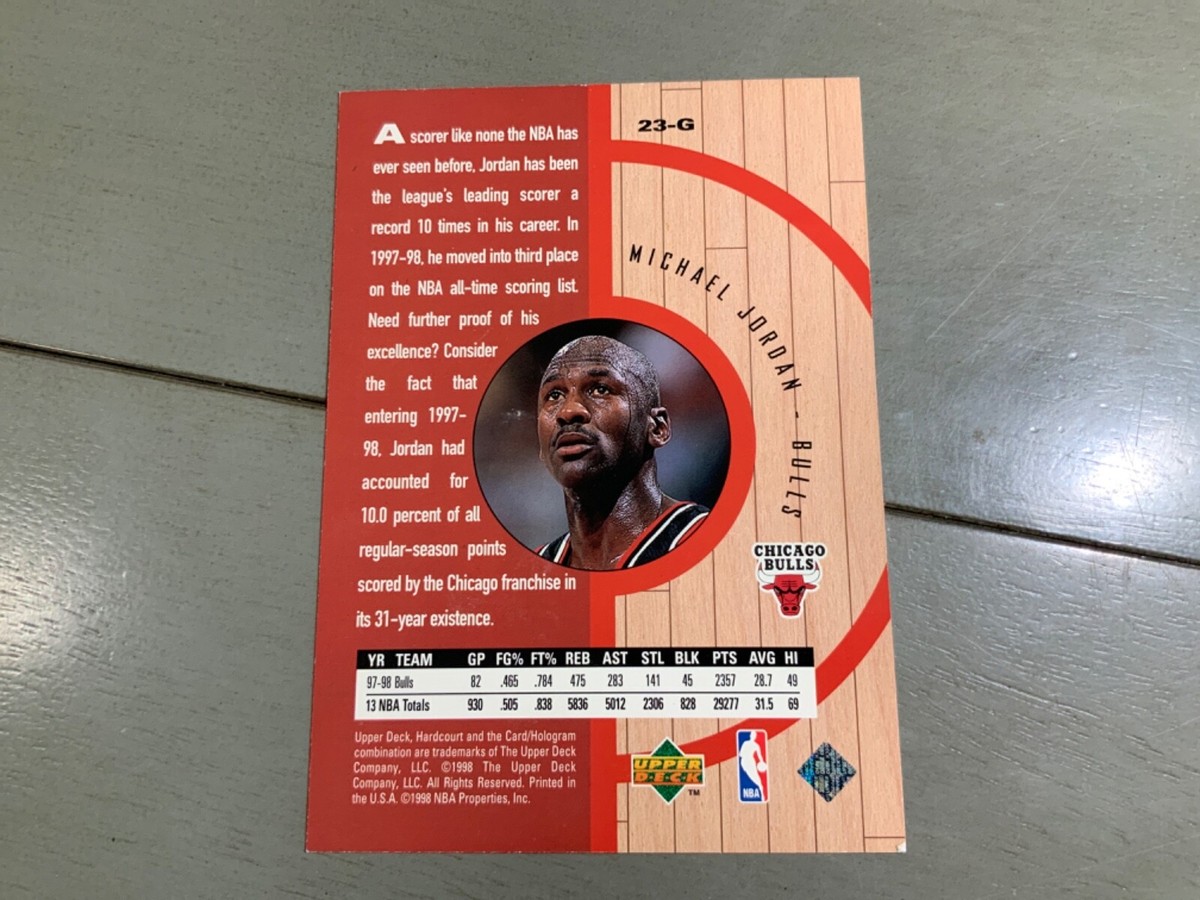 A scorer like none the NBA has
ever seen before, Jordan has been
the league's leading scorer a
record 10 times in his career. In
1997-98, he moved into third place
on the NBA all-time scoring list.
Need further proof of his
excellence? Consider
the fact that
entering 1997-
98, Jordan had
accounted for
10.0 percent of all
regular-season points
scored by the Chicago franchise in
its 31-year existence.
23-G
MICHAEL JORDAN - BULLS
CHICAGO
BULLS
YR TEAM GP FG% FT% REB AST STL BLK PTS AVG HI
97-98 Bulls 82 .465 .784 475 283 141 45 2357 28.7 49
13 NBA Totals 930 .505 .838 5836 5012 2306 828 29277 31.5 69
Upper Deck, Hardcourt and the Card/Hologram
combination are trademarks of The Upper Deck
Company, LLC. ©1998 The Upper Deck
Company, LLC. All Rights Reserved. Printed in
the U.S.A. ©1998 NBA Properties, Inc.
UPPER
DECK
TM
NBA